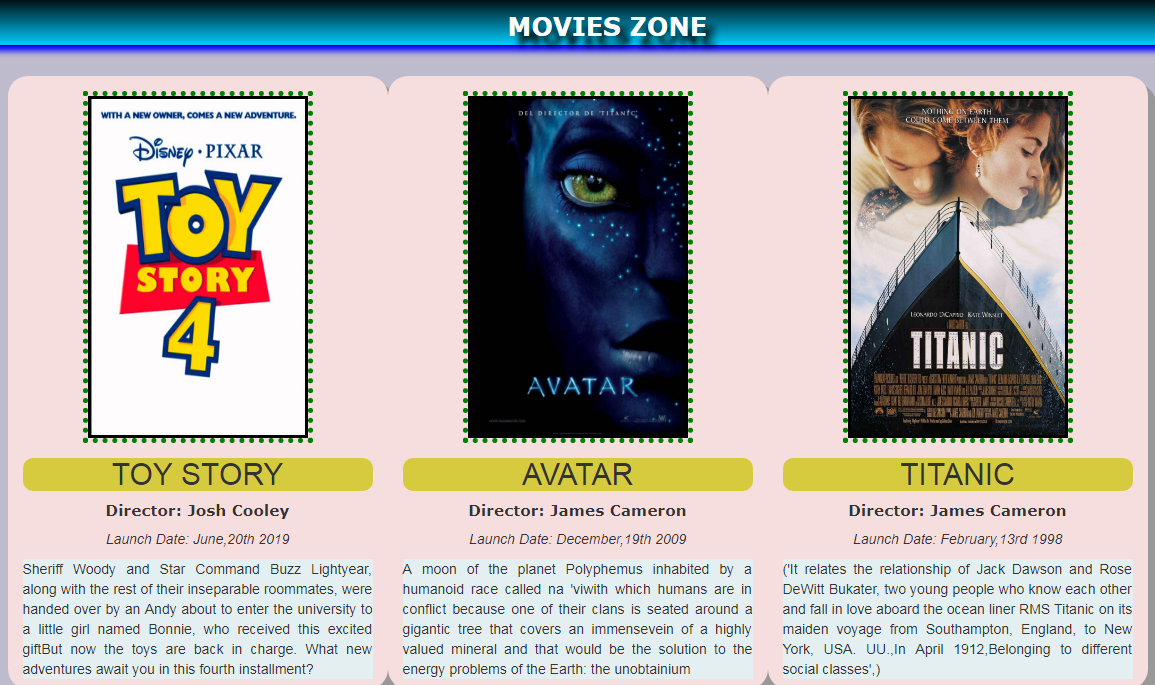 MOVIES ZONE
WITH A NEW OWNER, COMES A NEW ADVENTURE.
Disney · PIXAR
TOY
STORY
4
TOY STORY
Director: Josh Cooley
Launch Date: June,20th 2019
Sheriff Woody and Star Command Buzz Lightyear,
along with the rest of their inseparable roommates, were
handed over by an Andy about to enter the university to
a little girl named Bonnie, who received this excited
giftBut now the toys are back in charge. What new
adventures await you in this fourth installment?
DEL DIRECTOR DE 'TITANIC'
AVATAR
AVATAR
Director: James Cameron
Launch Date: December,19th 2009
A moon of the planet Polyphemus inhabited by a
humanoid race called na 'viwith which humans are in
conflict because one of their clans is seated around a
gigantic tree that covers an immensevein of a highly
valued mineral and that would be the solution to the
energy problems of the Earth: the unobtainium
NOTHING ON EARTH
COULD COME BETWEEN THEM
LEONARDO DICAPRIO KATE WINSLET
TITANIC
TITANIC
Director: James Cameron
Launch Date: February,13rd 1998
('It relates the relationship of Jack Dawson and Rose
DeWitt Bukater, two young people who know each other
and fall in love aboard the ocean liner RMS Titanic on its
maiden voyage from Southampton, England, to New
York, USA. UU.,In April 1912,Belonging to different
social classes',)